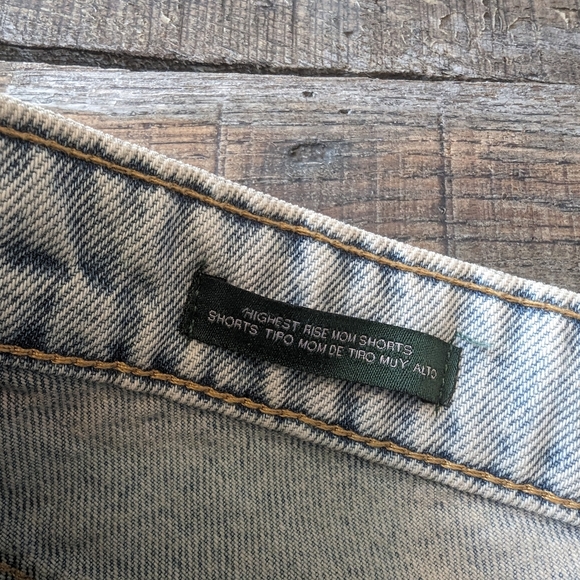 HIGHEST RISE MOM SHORTS
SHORTS TIPO MOM DE TIRO MUY ALTO